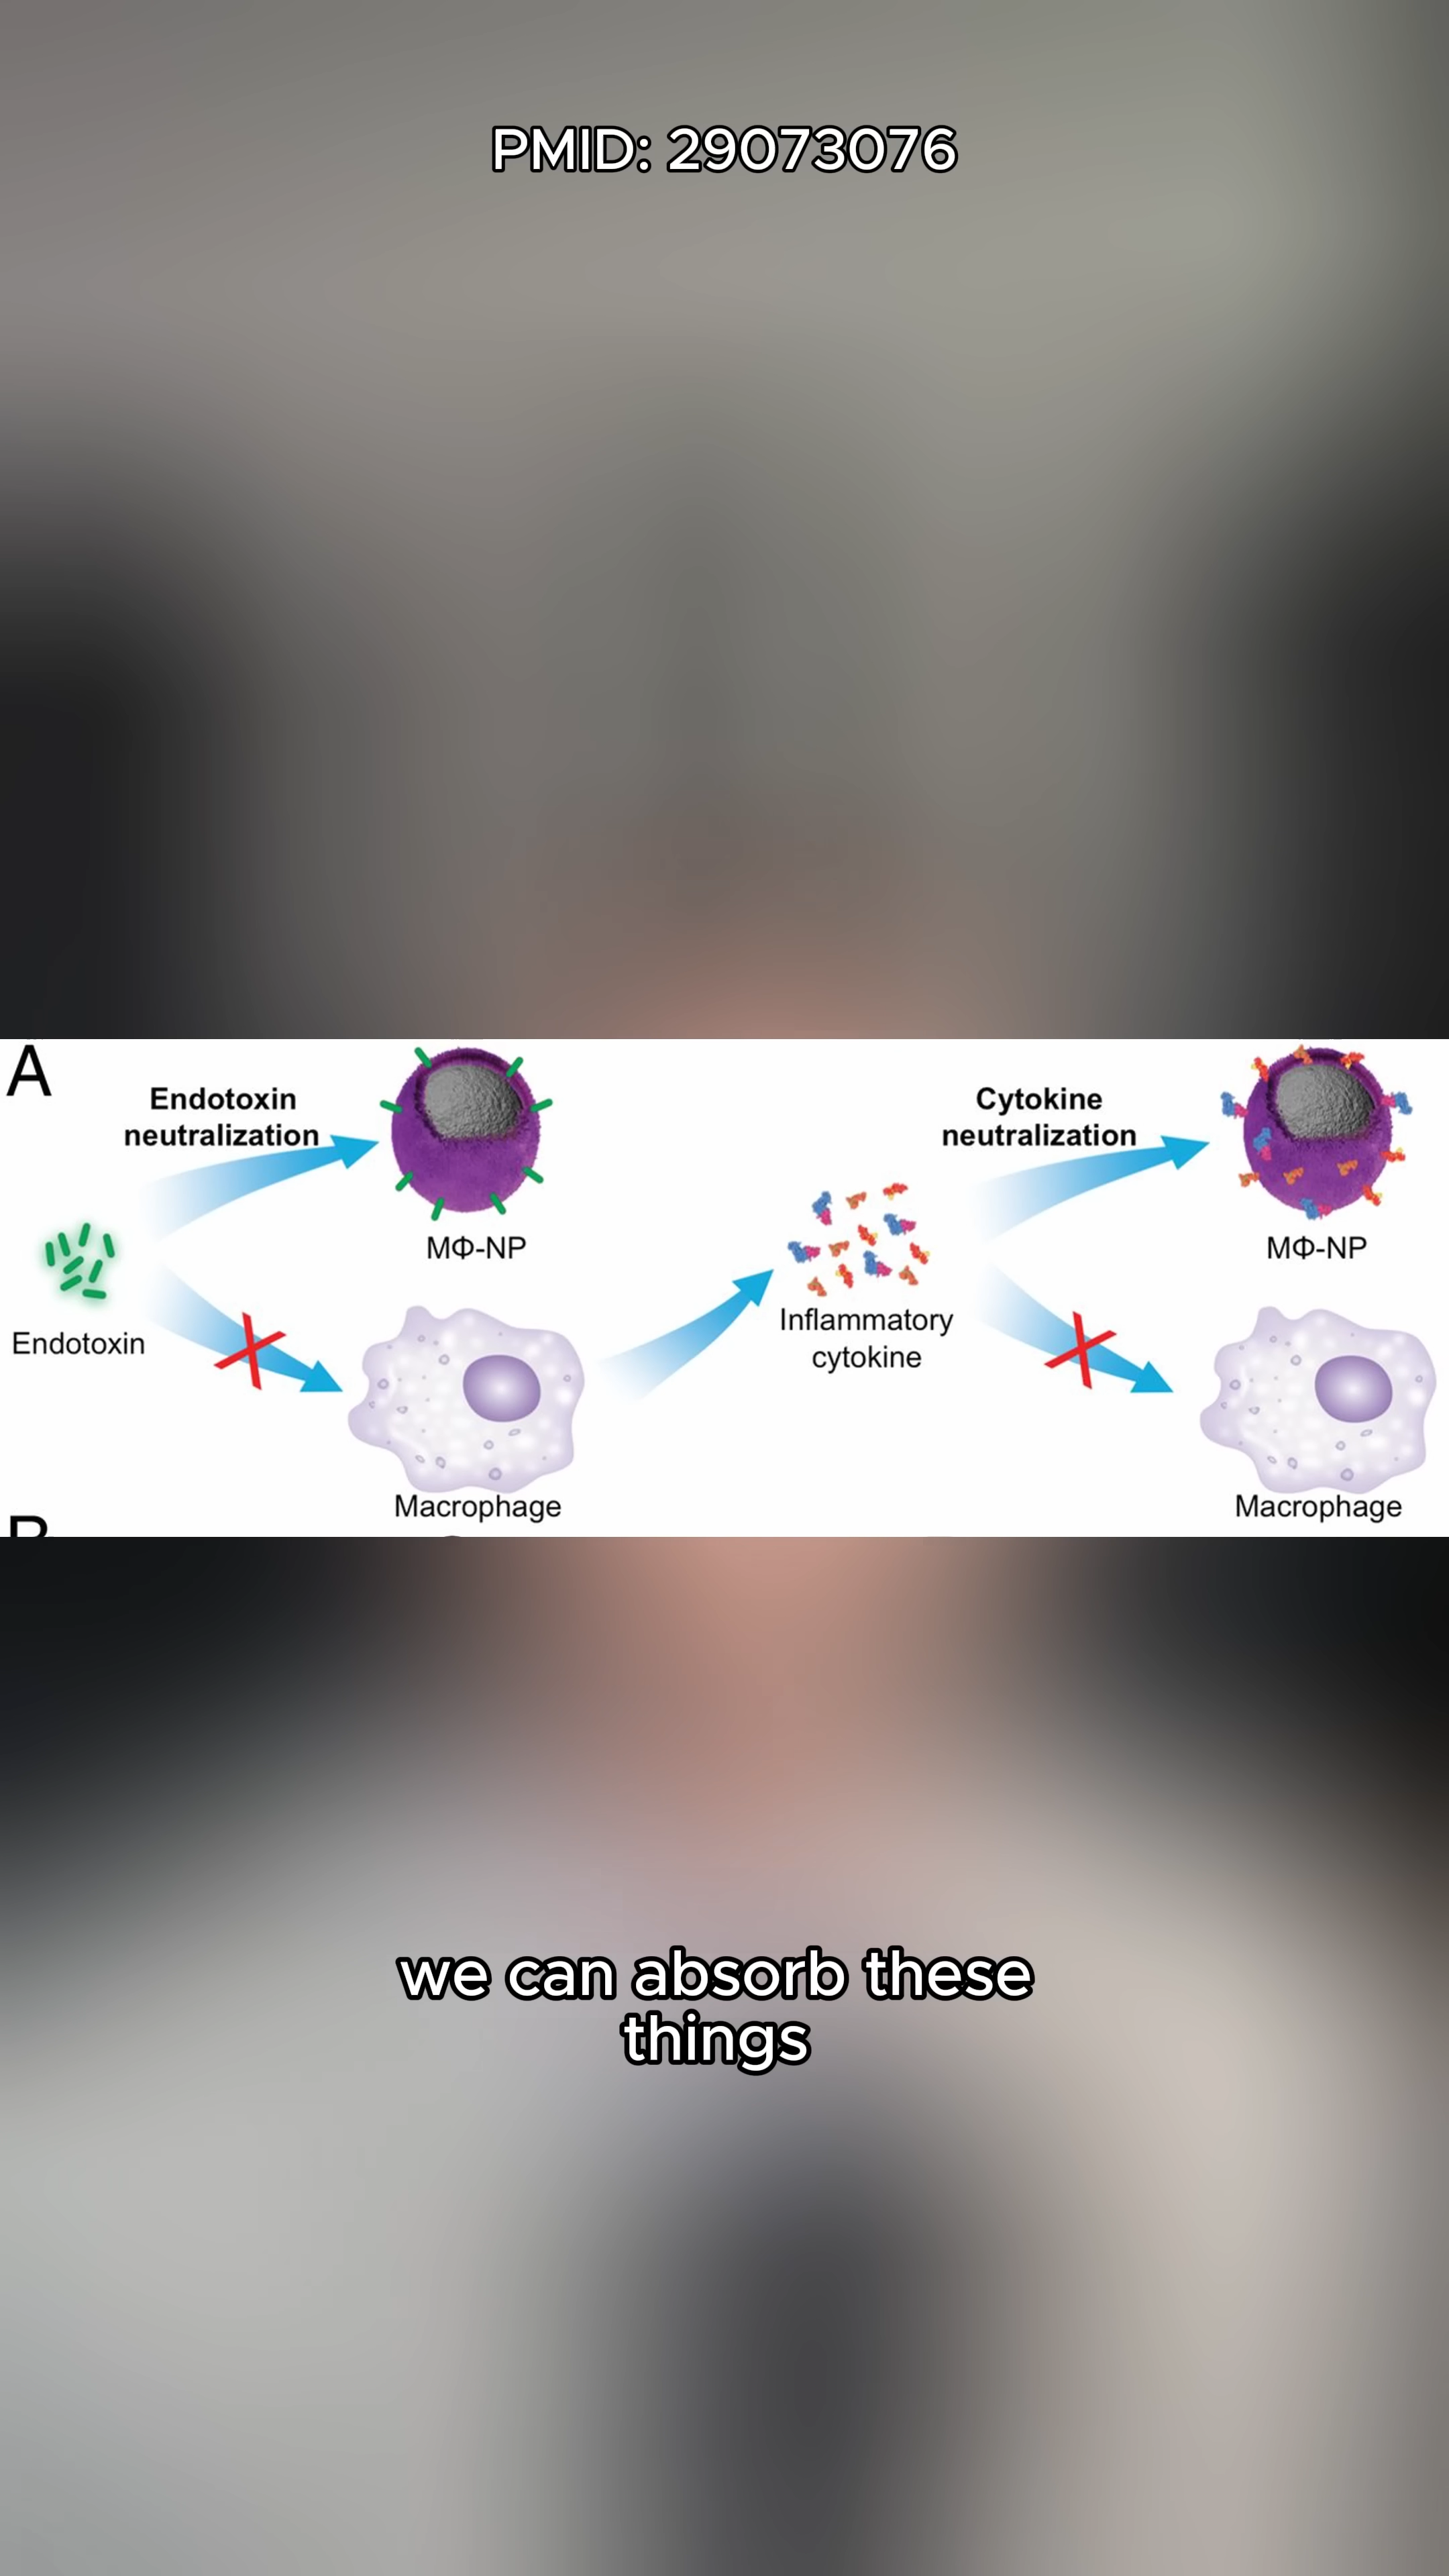 PMID: 29073076
A
Endotoxin
neutralization
Cytokine
neutralization
MΦ-NP
MΦ-NP
Endotoxin
Inflammatory
cytokine
Macrophage
Macrophage
B
we can absorb these
things